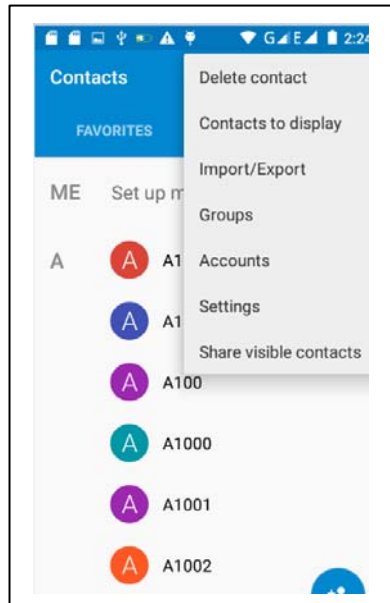 G E 2:24
Contacts
FAVORITES
Delete contact
Contacts to display
Import/Export
Groups
Accounts
Settings
Share visible contacts
ME Set up m
A A A1
A A1
A A100
A A1000
A A1001
A A1002